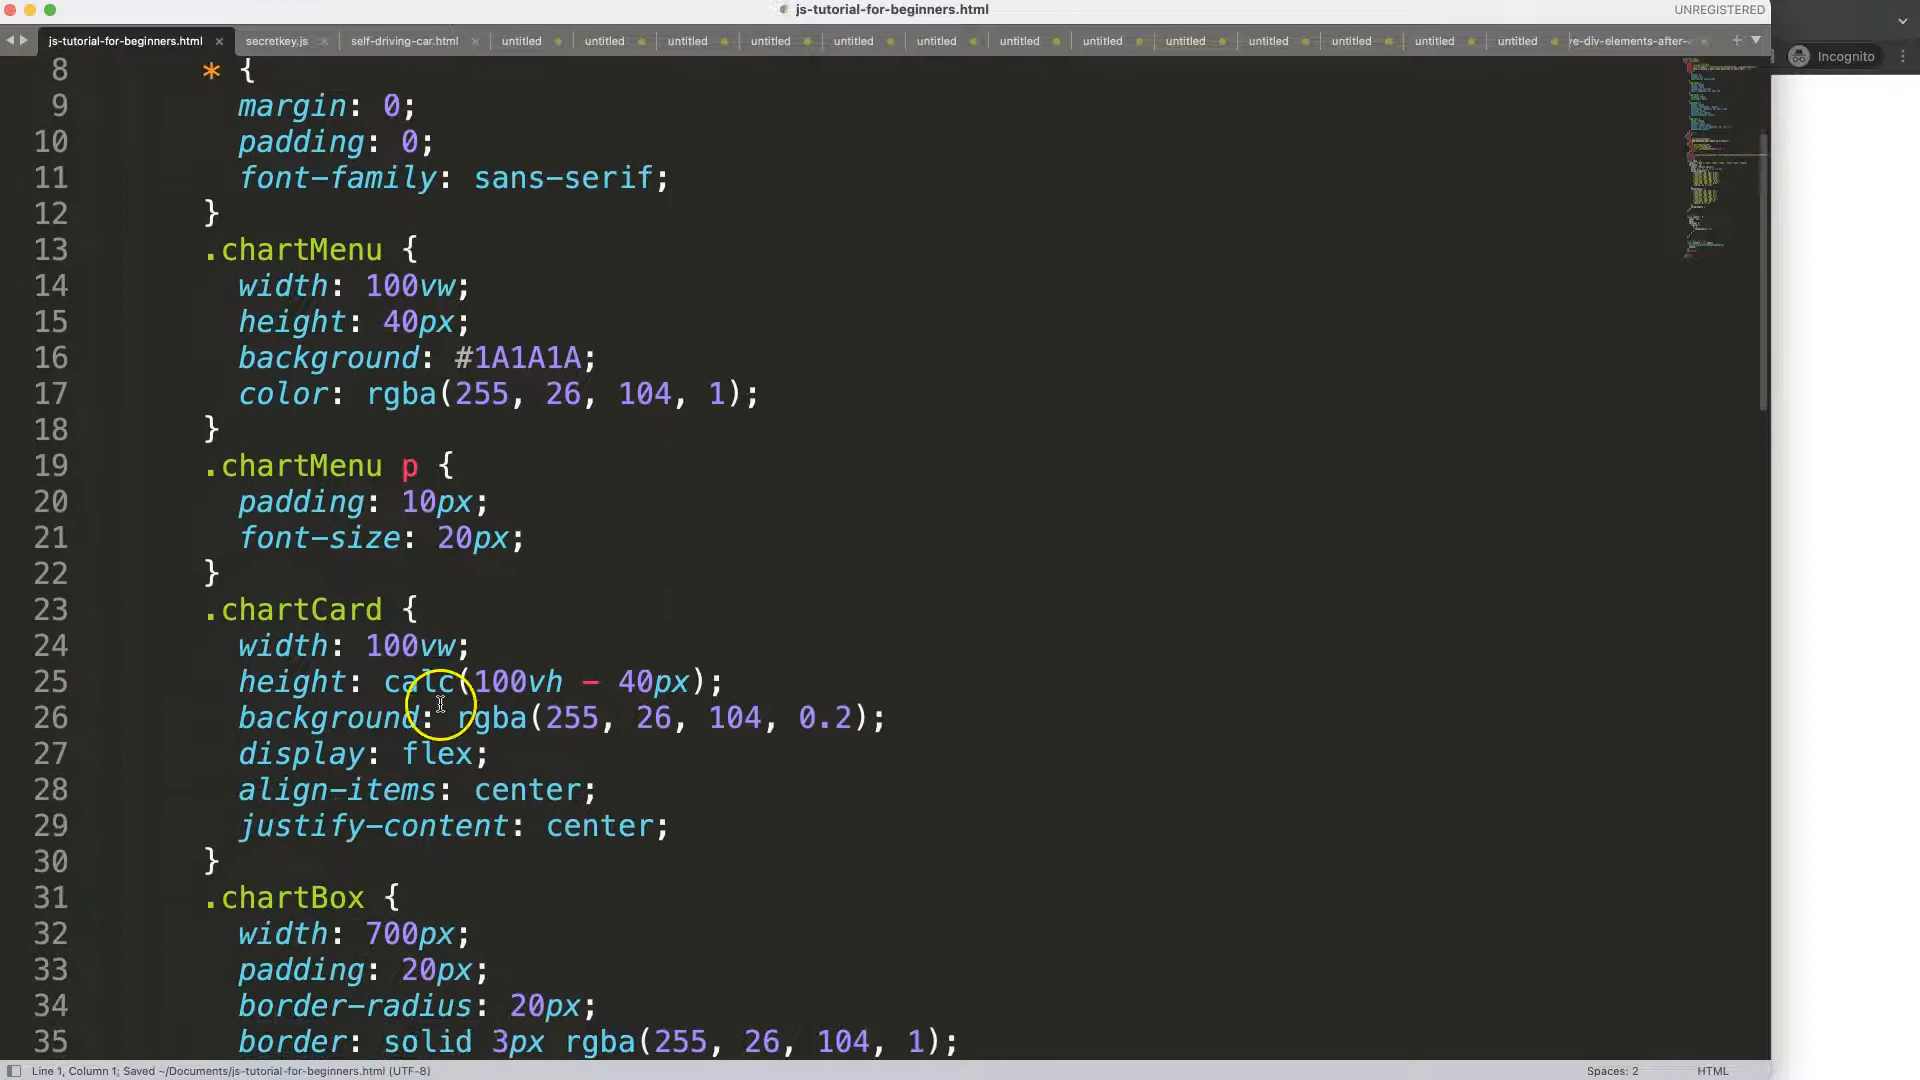 js-tutorial-for-beginners.html
UNREGISTERED
js-tutorial-for-beginners.html × secretkey.js × self-driving-car.html × untitled untitled untitled untitled untitled untitled untitled untitled untitled untitled untitled untitled untitled ve-div-elements-after- × +
Incognito
8 * {
9 margin: 0;
10 padding: 0;
11 font-family: sans-serif;
12 }
13 .chartMenu {
14 width: 100vw;
15 height: 40px;
16 background: #1A1A1A;
17 color: rgba(255, 26, 104, 1);
18 }
19 .chartMenu p {
20 padding: 10px;
21 font-size: 20px;
22 }
23 .chartCard {
24 width: 100vw;
25 height: calc(100vh - 40px);
26 background: rgba(255, 26, 104, 0.2);
27 display: flex;
28 align-items: center;
29 justify-content: center;
30 }
31 .chartBox {
32 width: 700px;
33 padding: 20px;
34 border-radius: 20px;
35 border: solid 3px rgba(255, 26, 104, 1);
Line 1, Column 1; Saved ~/Documents/js-tutorial-for-beginners.html (UTF-8)
Spaces: 2
HTML